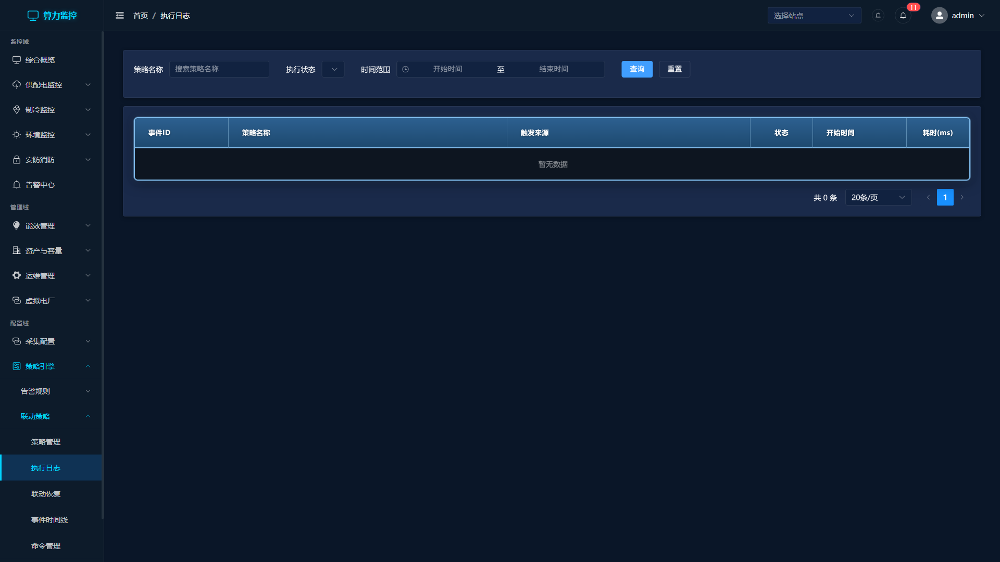 算力监控
首页 / 执行日志
选择站点
11
admin
监控域
综合概览
供配电监控
制冷监控
环境监控
安防消防
告警中心
管理域
能效管理
资产与容量
运维管理
虚拟电厂
配置域
采集配置
策略引擎
告警规则
联动策略
策略管理
执行日志
联动恢复
事件时间线
命令管理
策略名称 搜索策略名称 执行状态 时间范围 开始时间 至 结束时间 查询 重置
事件ID 策略名称 触发来源 状态 开始时间 耗时(ms)
暂无数据
共 0 条 20条/页 1